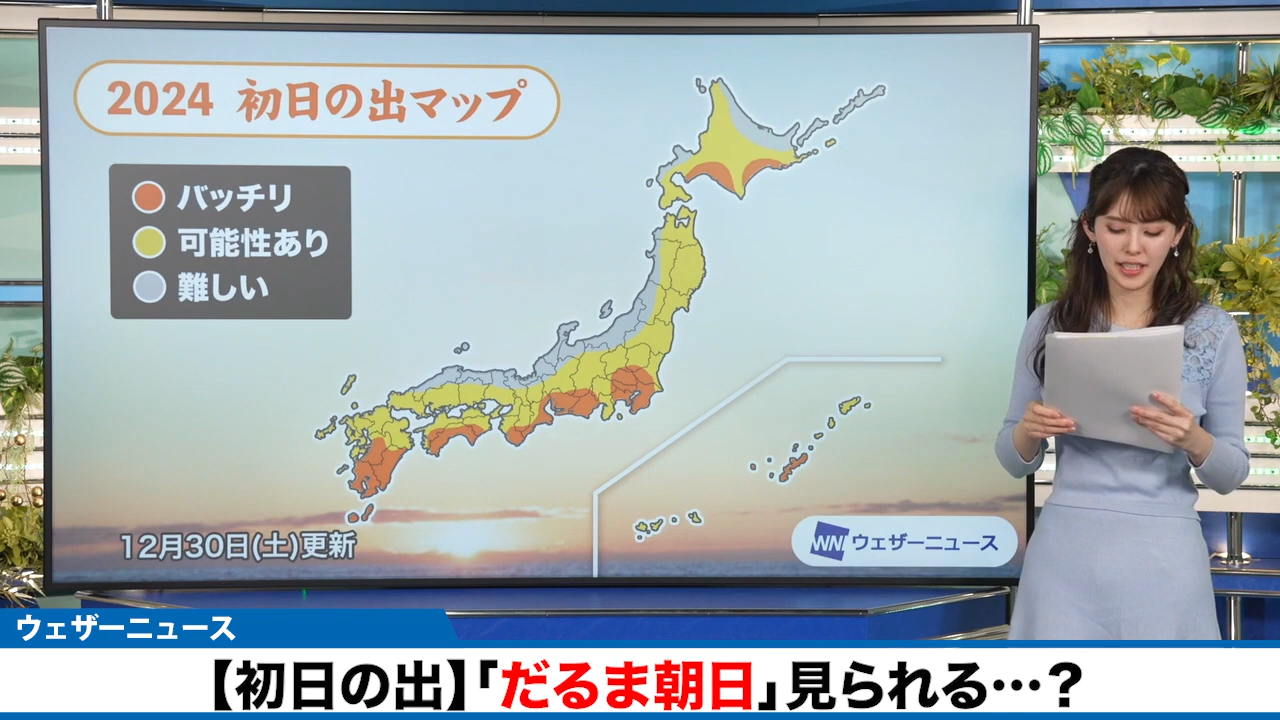 2024 初日の出マップ
バッチリ
可能性あり
難しい
12月30日(土)更新
WNI ウェザーニュース
ウェザーニュース
【初日の出】「だるま朝日」見られる…？